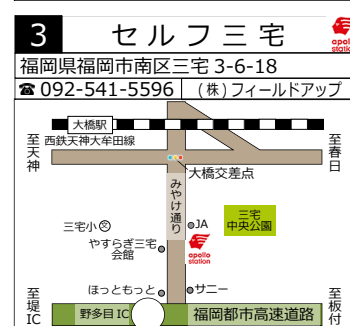 3 セルフ三宅
apollo
station
福岡県福岡市南区三宅 3-6-18
☎ 092-541-5596 (株)フィールドアップ
大橋駅
西鉄天神大牟田線
至天神
至春日
大橋交差点
みやけ通り
三宅小
文
JA
三宅
中央公園
やすらぎ三宅
会館
apollo
station
ほっともっと
サニー
至堤IC
至板付
野多目 IC
福岡都市高速道路